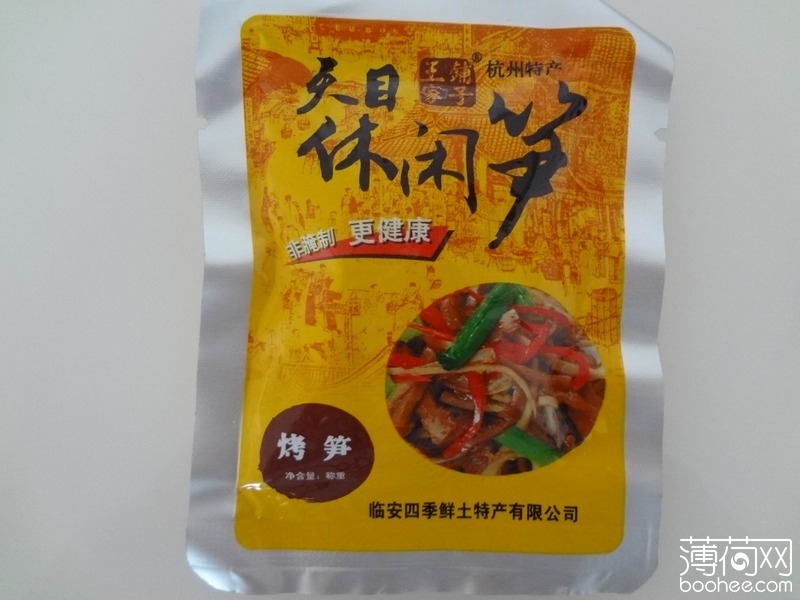 王家铺子®
杭州特产
天目
休闲笋
非腌制 更健康
烤笋
净含量：称重
临安四季鲜土特产有限公司
薄荷网
boohee.com